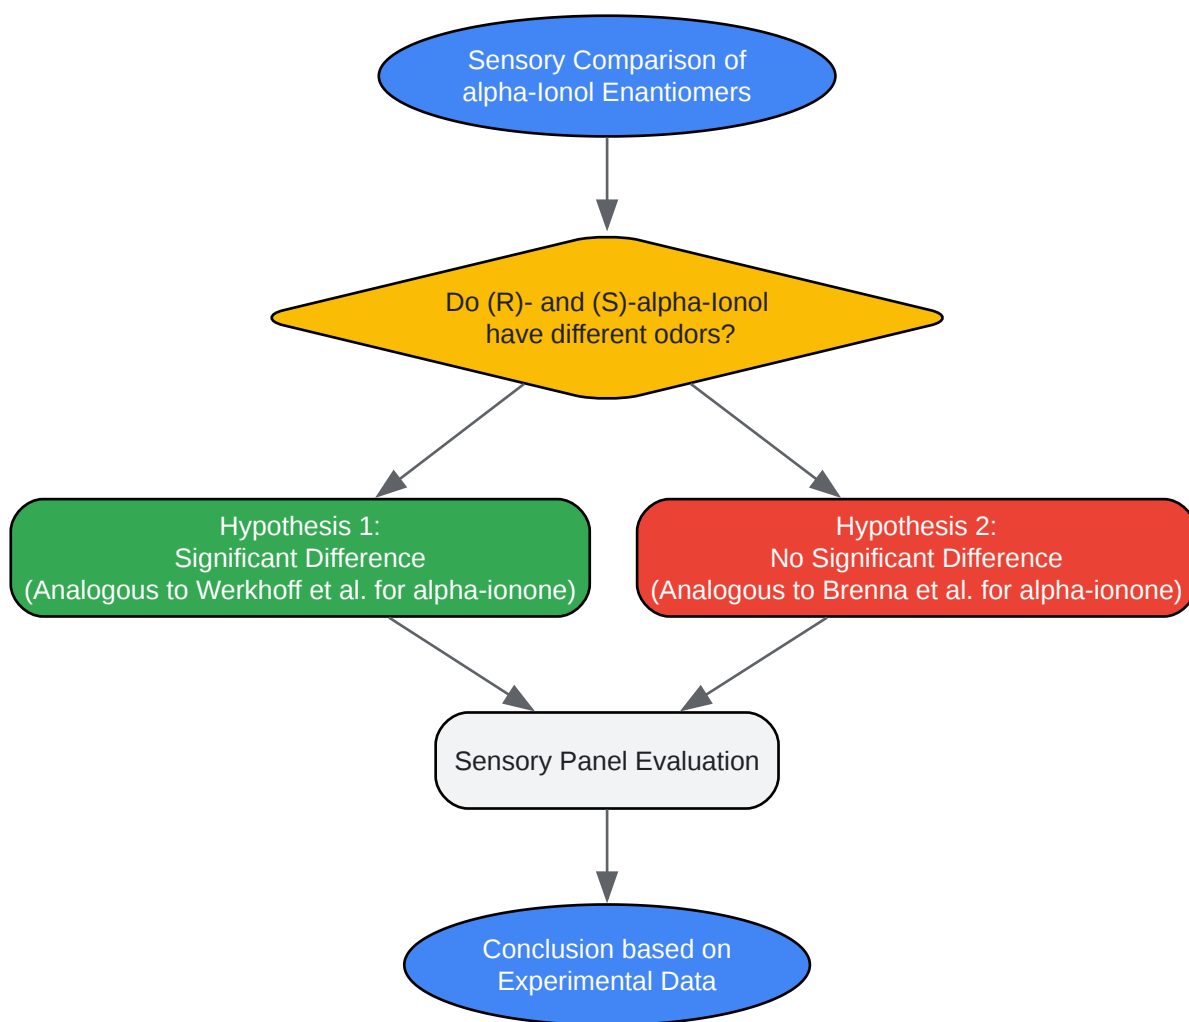 Sensory Comparison of
alpha-Ionol Enantiomers
Do (R)- and (S)-alpha-Ionol
have different odors?
Hypothesis 1:
Significant Difference
(Analogous to Werkhoff et al. for alpha-ionone)
Hypothesis 2:
No Significant Difference
(Analogous to Brenna et al. for alpha-ionone)
Sensory Panel Evaluation
Conclusion based on
Experimental Data